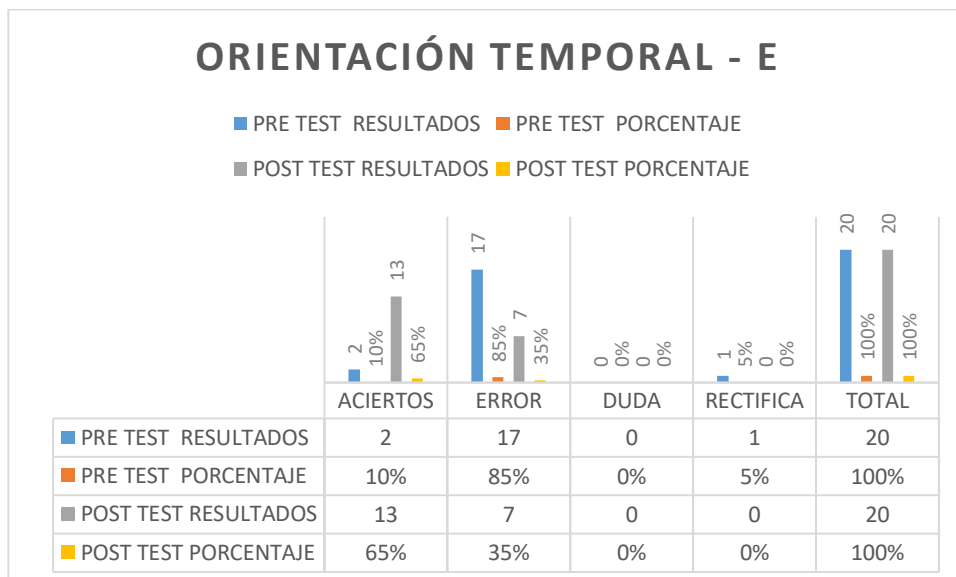 ORIENTACIÓN TEMPORAL - E
PRE TEST RESULTADOS PRE TEST PORCENTAJE
POST TEST RESULTADOS POST TEST PORCENTAJE
2 10% 13 65% 17 85% 7 35% 0 0% 0 0% 1 5% 0 0% 20 100% 20 100%
ACIERTOS ERROR DUDA RECTIFICA TOTAL
PRE TEST RESULTADOS 2 17 0 1 20
PRE TEST PORCENTAJE 10% 85% 0% 5% 100%
POST TEST RESULTADOS 13 7 0 0 20
POST TEST PORCENTAJE 65% 35% 0% 0% 100%